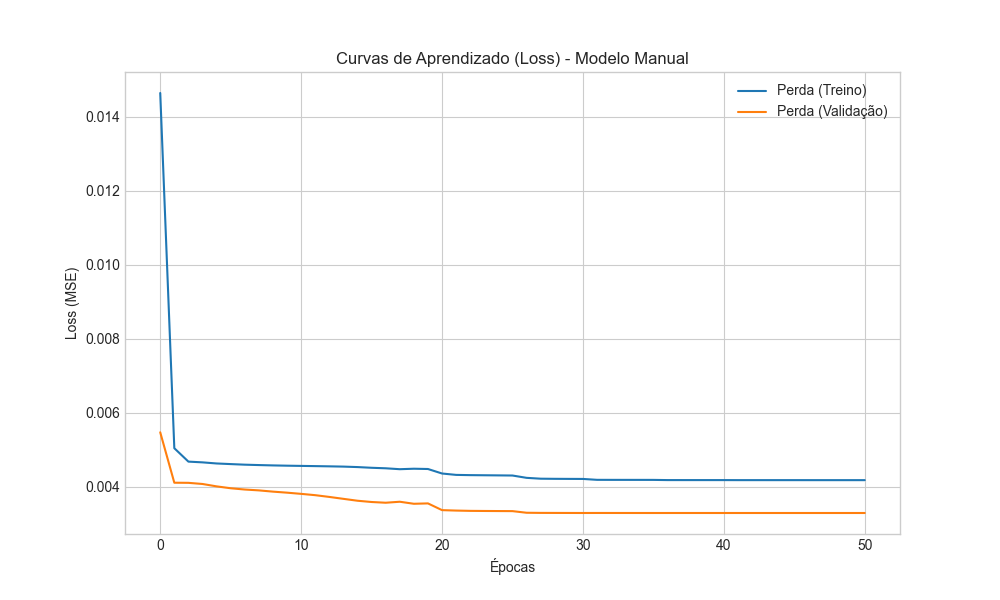 Curvas de Aprendizado (Loss) - Modelo Manual
Perda (Treino)
Perda (Validação)
Loss (MSE)
0.014
0.012
0.010
0.008
0.006
0.004
0
10
20
30
40
50
Épocas